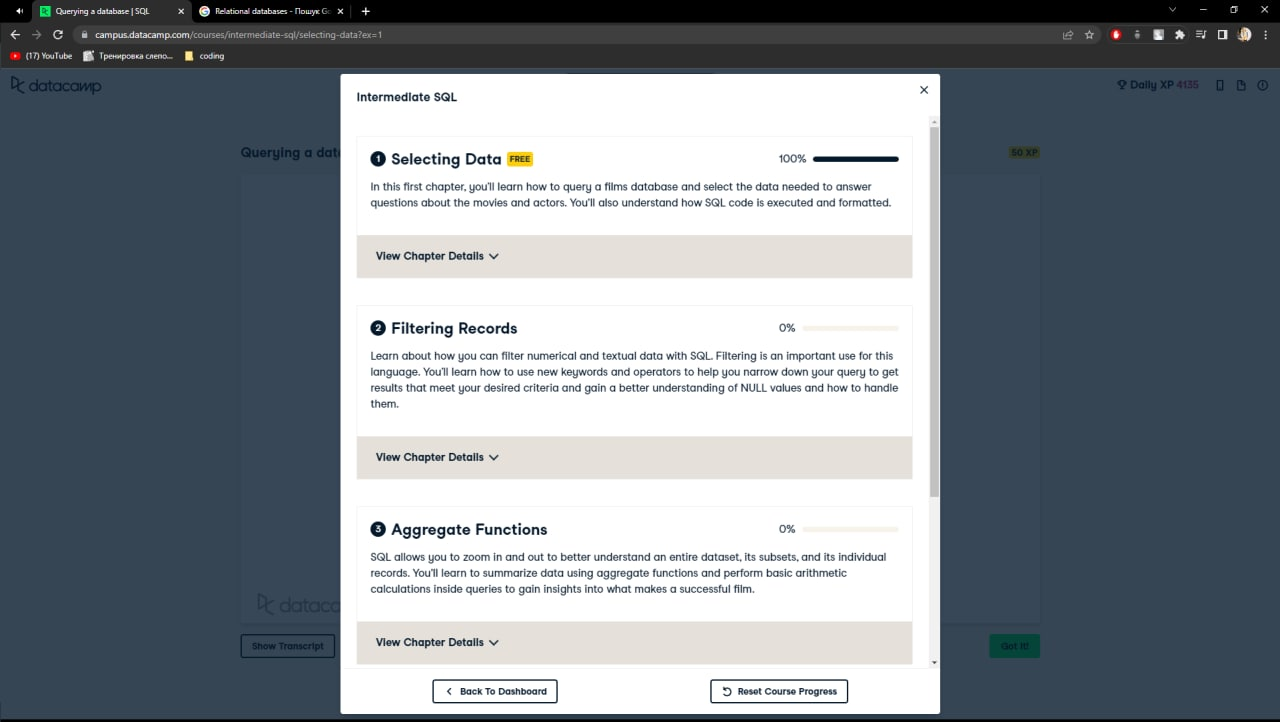 Querying a database | SQL
Relational databases - Пошук Go
campus.datacamp.com/courses/intermediate-sql/selecting-data?ex=1
(17) YouTube
Тренировка слепо...
coding
datacamp
Daily XP 4135
Intermediate SQL
Querying a data
50 XP
1 Selecting Data FREE 100%
In this first chapter, you'll learn how to query a films database and select the data needed to answer
questions about the movies and actors. You'll also understand how SQL code is executed and formatted.
View Chapter Details
2 Filtering Records 0%
Learn about how you can filter numerical and textual data with SQL. Filtering is an important use for this
language. You'll learn how to use new keywords and operators to help you narrow down your query to get
results that meet your desired criteria and gain a better understanding of NULL values and how to handle
them.
View Chapter Details
3 Aggregate Functions 0%
SQL allows you to zoom in and out to better understand an entire dataset, its subsets, and its individual
records. You'll learn to summarize data using aggregate functions and perform basic arithmetic
calculations inside queries to gain insights into what makes a successful film.
datacam
View Chapter Details
Show Transcript
Got it!
Back To Dashboard
Reset Course Progress